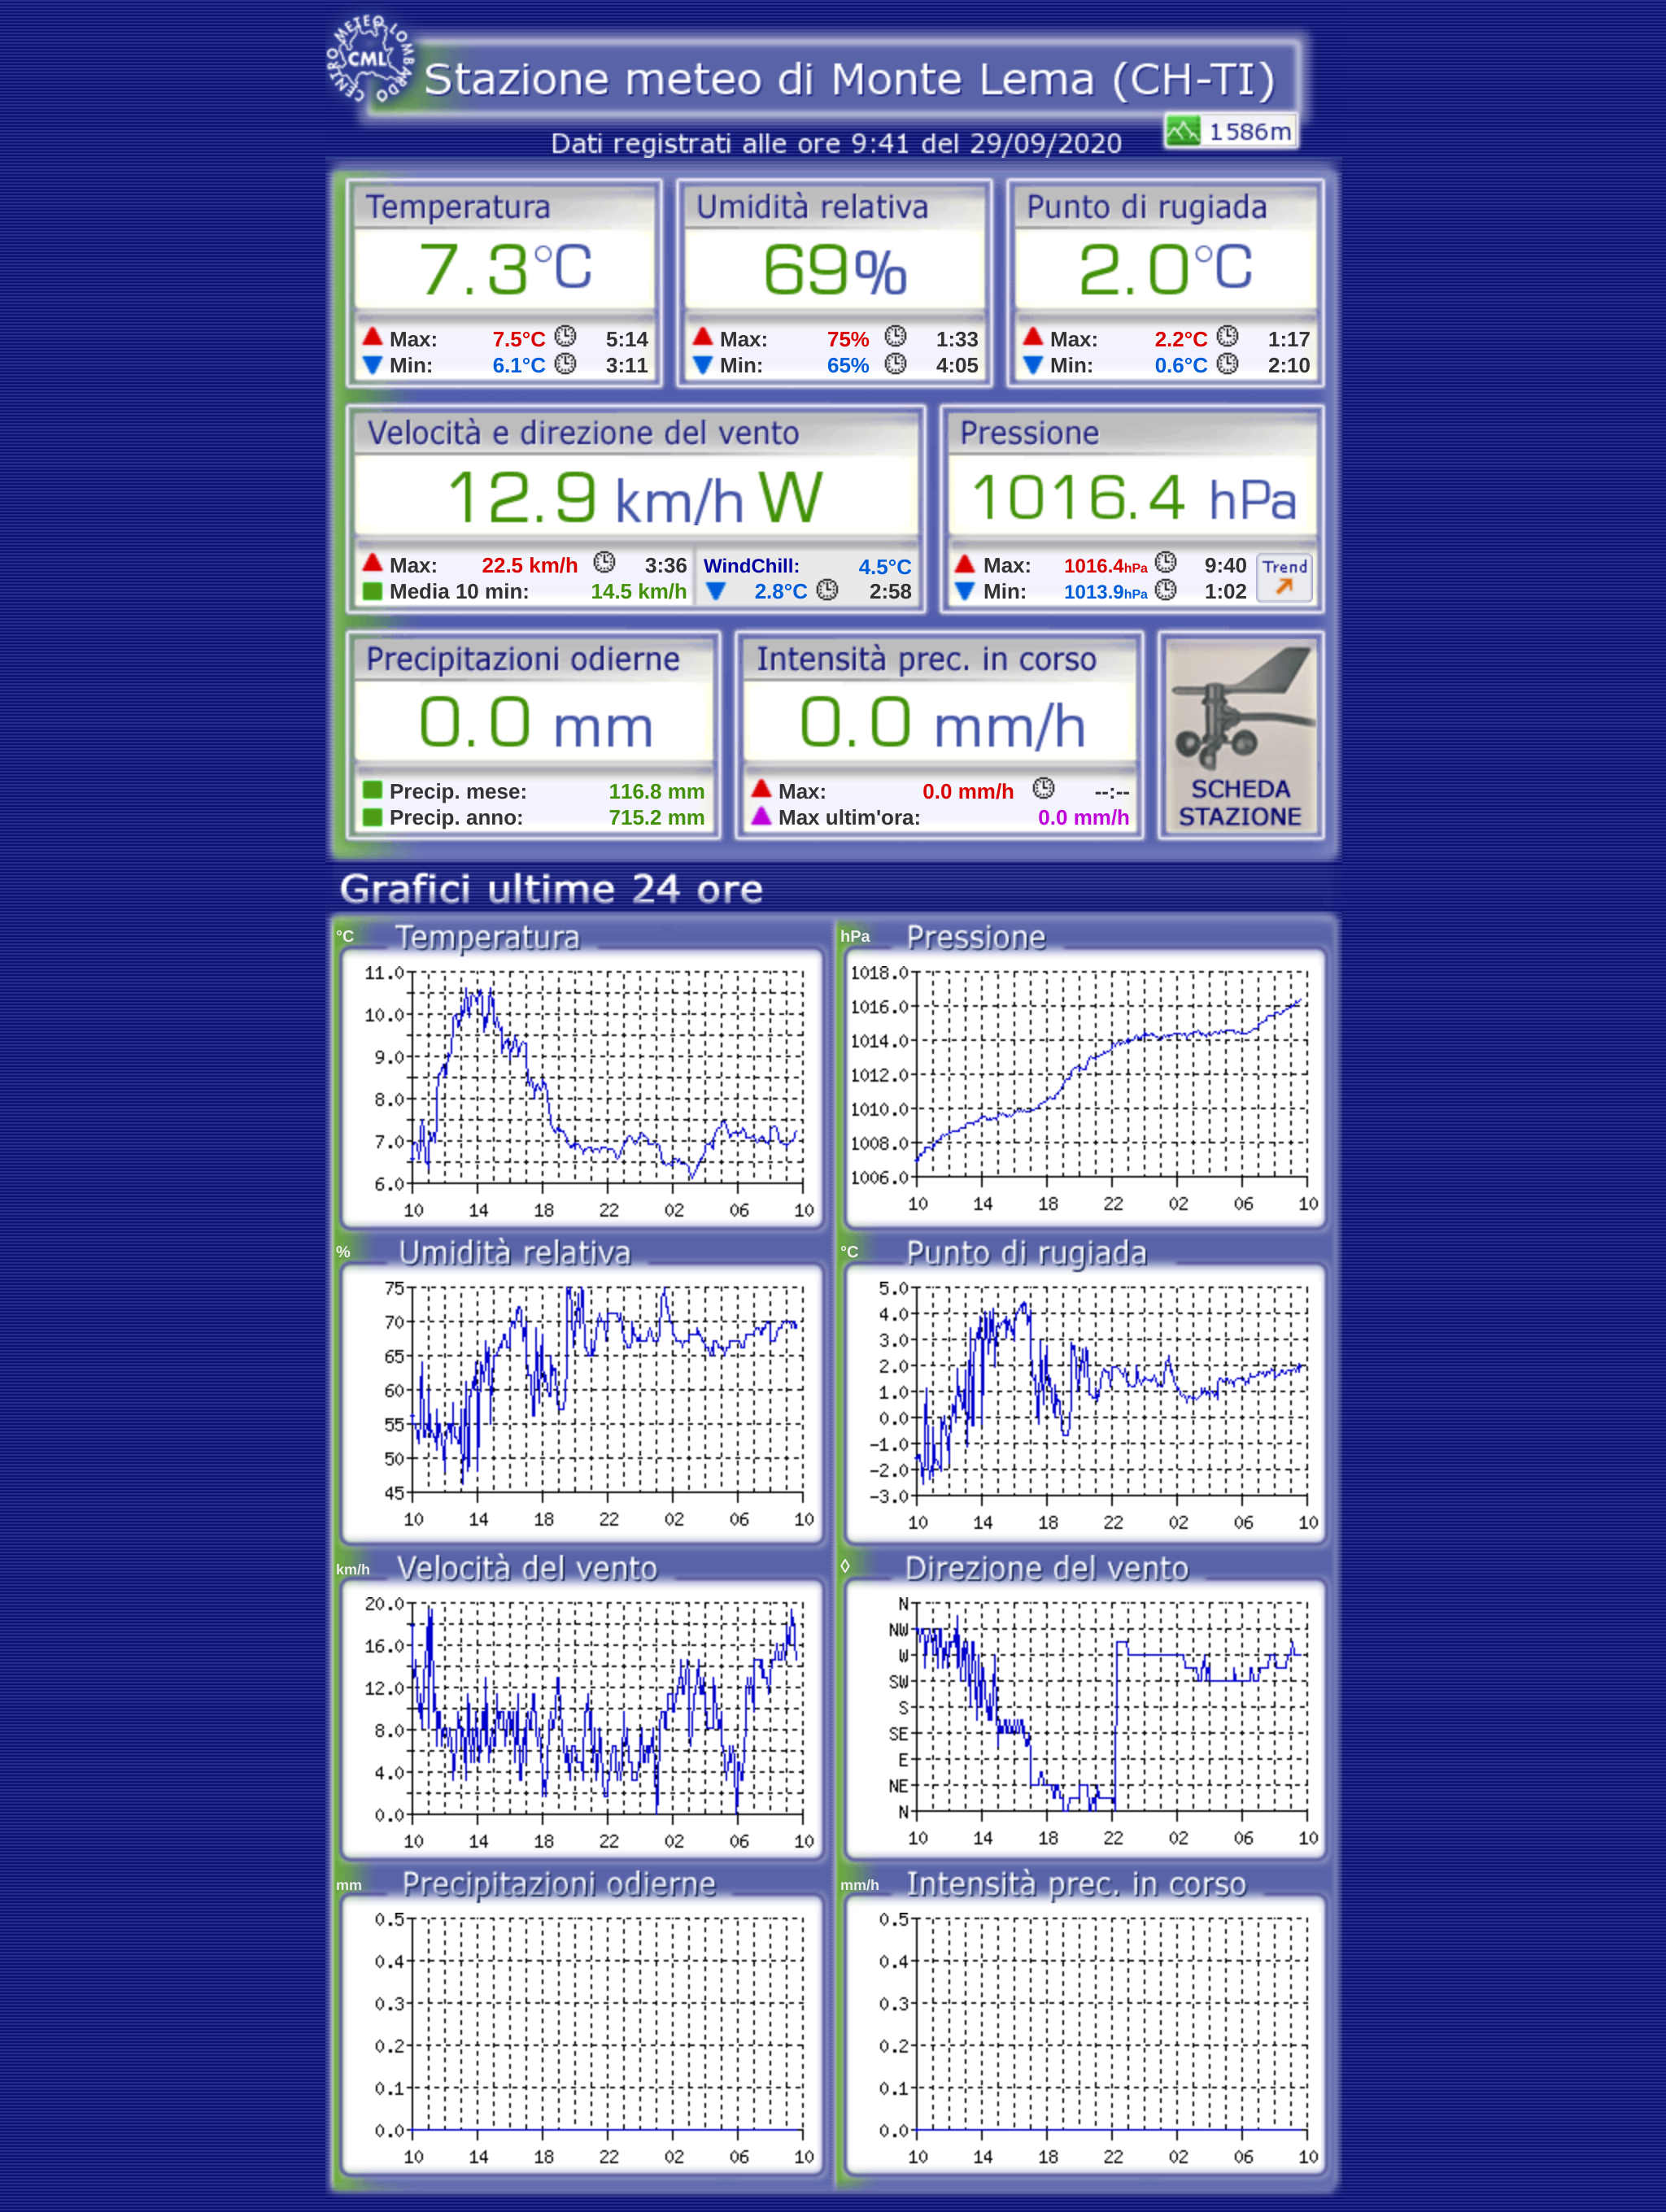 CENTRO METEO LOMBARDO
CML
Stazione meteo di Monte Lema (CH-TI)
1586m
Dati registrati alle ore 9:41 del 29/09/2020
Temperatura Umidità relativa Punto di rugiada
7.3°C 69% 2.0°C
Max: 7.5°C 5:14 Max: 75% 1:33 Max: 2.2°C 1:17
Min: 6.1°C 3:11 Min: 65% 4:05 Min: 0.6°C 2:10
Velocità e direzione del vento Pressione
12.9 km/h W 1016.4 hPa
Max: 22.5 km/h 3:36 WindChill: 4.5°C Max: 1016.4hPa 9:40 Trend
Media 10 min: 14.5 km/h 2.8°C 2:58 Min: 1013.9hPa 1:02
Precipitazioni odierne Intensità prec. in corso
0.0 mm 0.0 mm/h
Precip. mese: 116.8 mm Max: 0.0 mm/h --:-- SCHEDA
Precip. anno: 715.2 mm Max ultim'ora: 0.0 mm/h STAZIONE
Grafici ultime 24 ore
°C Temperatura hPa Pressione
11.0 1018.0
10.0 1016.0
9.0 1014.0
8.0 1012.0
7.0 1010.0
6.0 1008.0
1006.0
10 14 18 22 02 06 10 10 14 18 22 02 06 10
% Umidità relativa °C Punto di rugiada
75 5.0
70 4.0
65 3.0
60 2.0
55 1.0
50 0.0
45 -1.0
-2.0
-3.0
10 14 18 22 02 06 10 10 14 18 22 02 06 10
km/h Velocità del vento ◊ Direzione del vento
20.0 N
16.0 NW
12.0 W
8.0 SW
4.0 S
0.0 SE
E
NE
N
10 14 18 22 02 06 10 10 14 18 22 02 06 10
mm Precipitazioni odierne mm/h Intensità prec. in corso
0.5 0.5
0.4 0.4
0.3 0.3
0.2 0.2
0.1 0.1
0.0 0.0
10 14 18 22 02 06 10 10 14 18 22 02 06 10